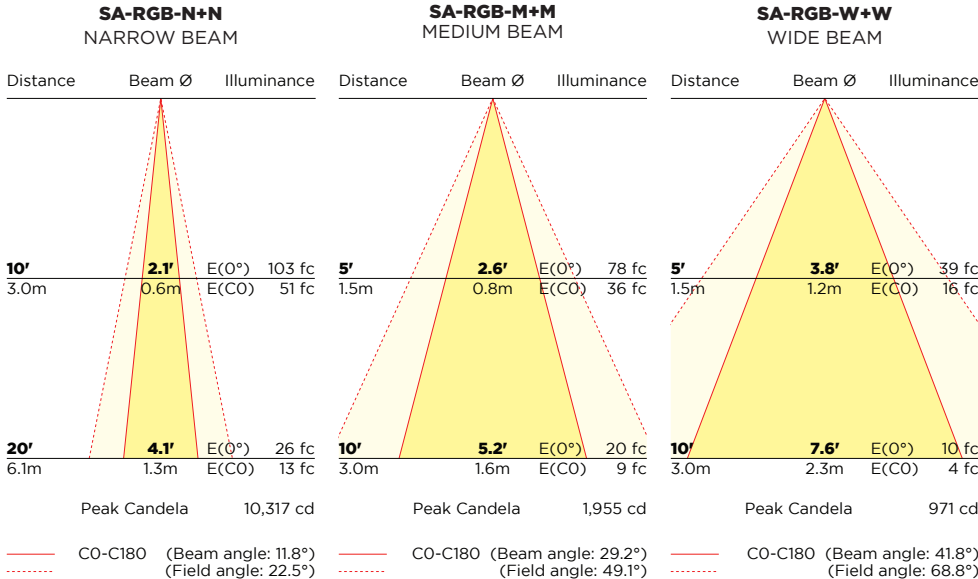 SA-RGB-N+N
NARROW BEAM
Distance Beam Ø Illuminance
10' 2.1' E(0°) 103 fc
3.0m 0.6m E(C0) 51 fc
20' 4.1' E(0°) 26 fc
6.1m 1.3m E(C0) 13 fc
Peak Candela 10,317 cd
C0-C180 (Beam angle: 11.8°)
(Field angle: 22.5°)
SA-RGB-M+M
MEDIUM BEAM
Distance Beam Ø Illuminance
5' 2.6' E(0°) 78 fc
1.5m 0.8m E(C0) 36 fc
10' 5.2' E(0°) 20 fc
3.0m 1.6m E(C0) 9 fc
Peak Candela 1,955 cd
C0-C180 (Beam angle: 29.2°)
(Field angle: 49.1°)
SA-RGB-W+W
WIDE BEAM
Distance Beam Ø Illuminance
5' 3.8' E(0°) 39 fc
1.5m 1.2m E(C0) 16 fc
10' 7.6' E(0°) 10 fc
3.0m 2.3m E(C0) 4 fc
Peak Candela 971 cd
C0-C180 (Beam angle: 41.8°)
(Field angle: 68.8°)